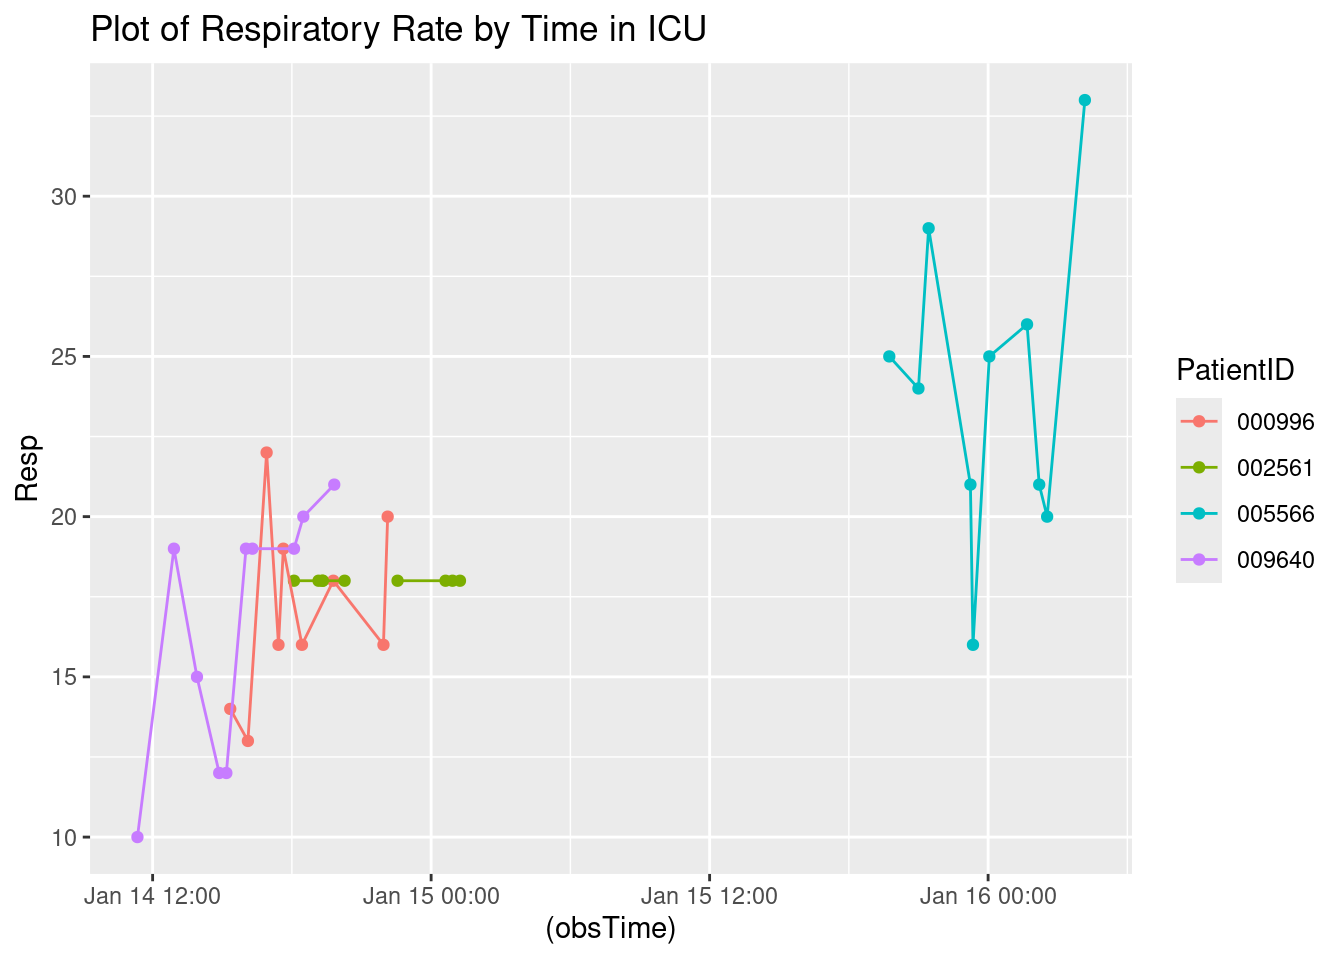 Plot of Respiratory Rate by Time in ICU
Resp
30
25
20
15
10
Jan 14 12:00
Jan 15 00:00
Jan 15 12:00
Jan 16 00:00
(obsTime)
PatientID
000996
002561
005566
009640